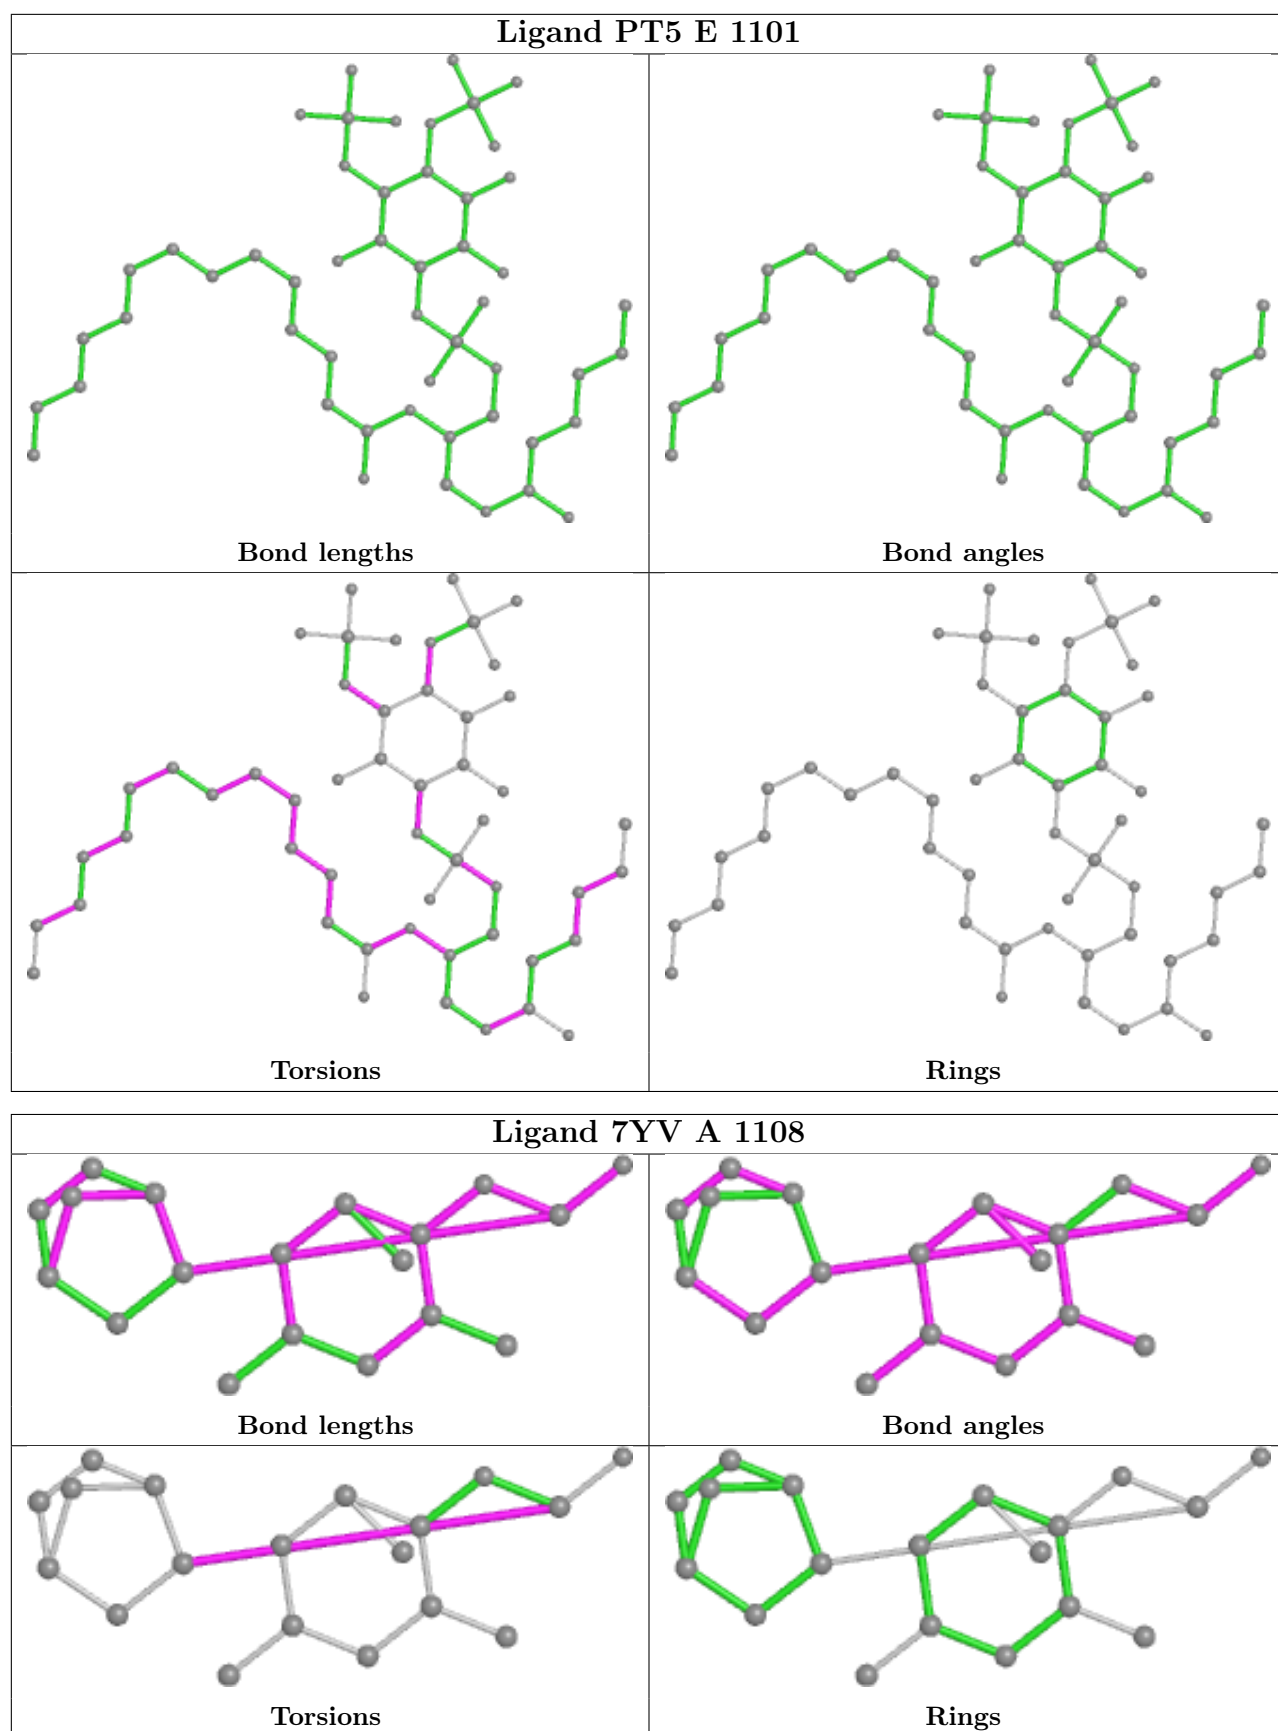 Ligand PT5 E 1101
Bond lengths
Bond angles
Torsions
Rings
Ligand 7YV A 1108
Bond lengths
Bond angles
Torsions
Rings